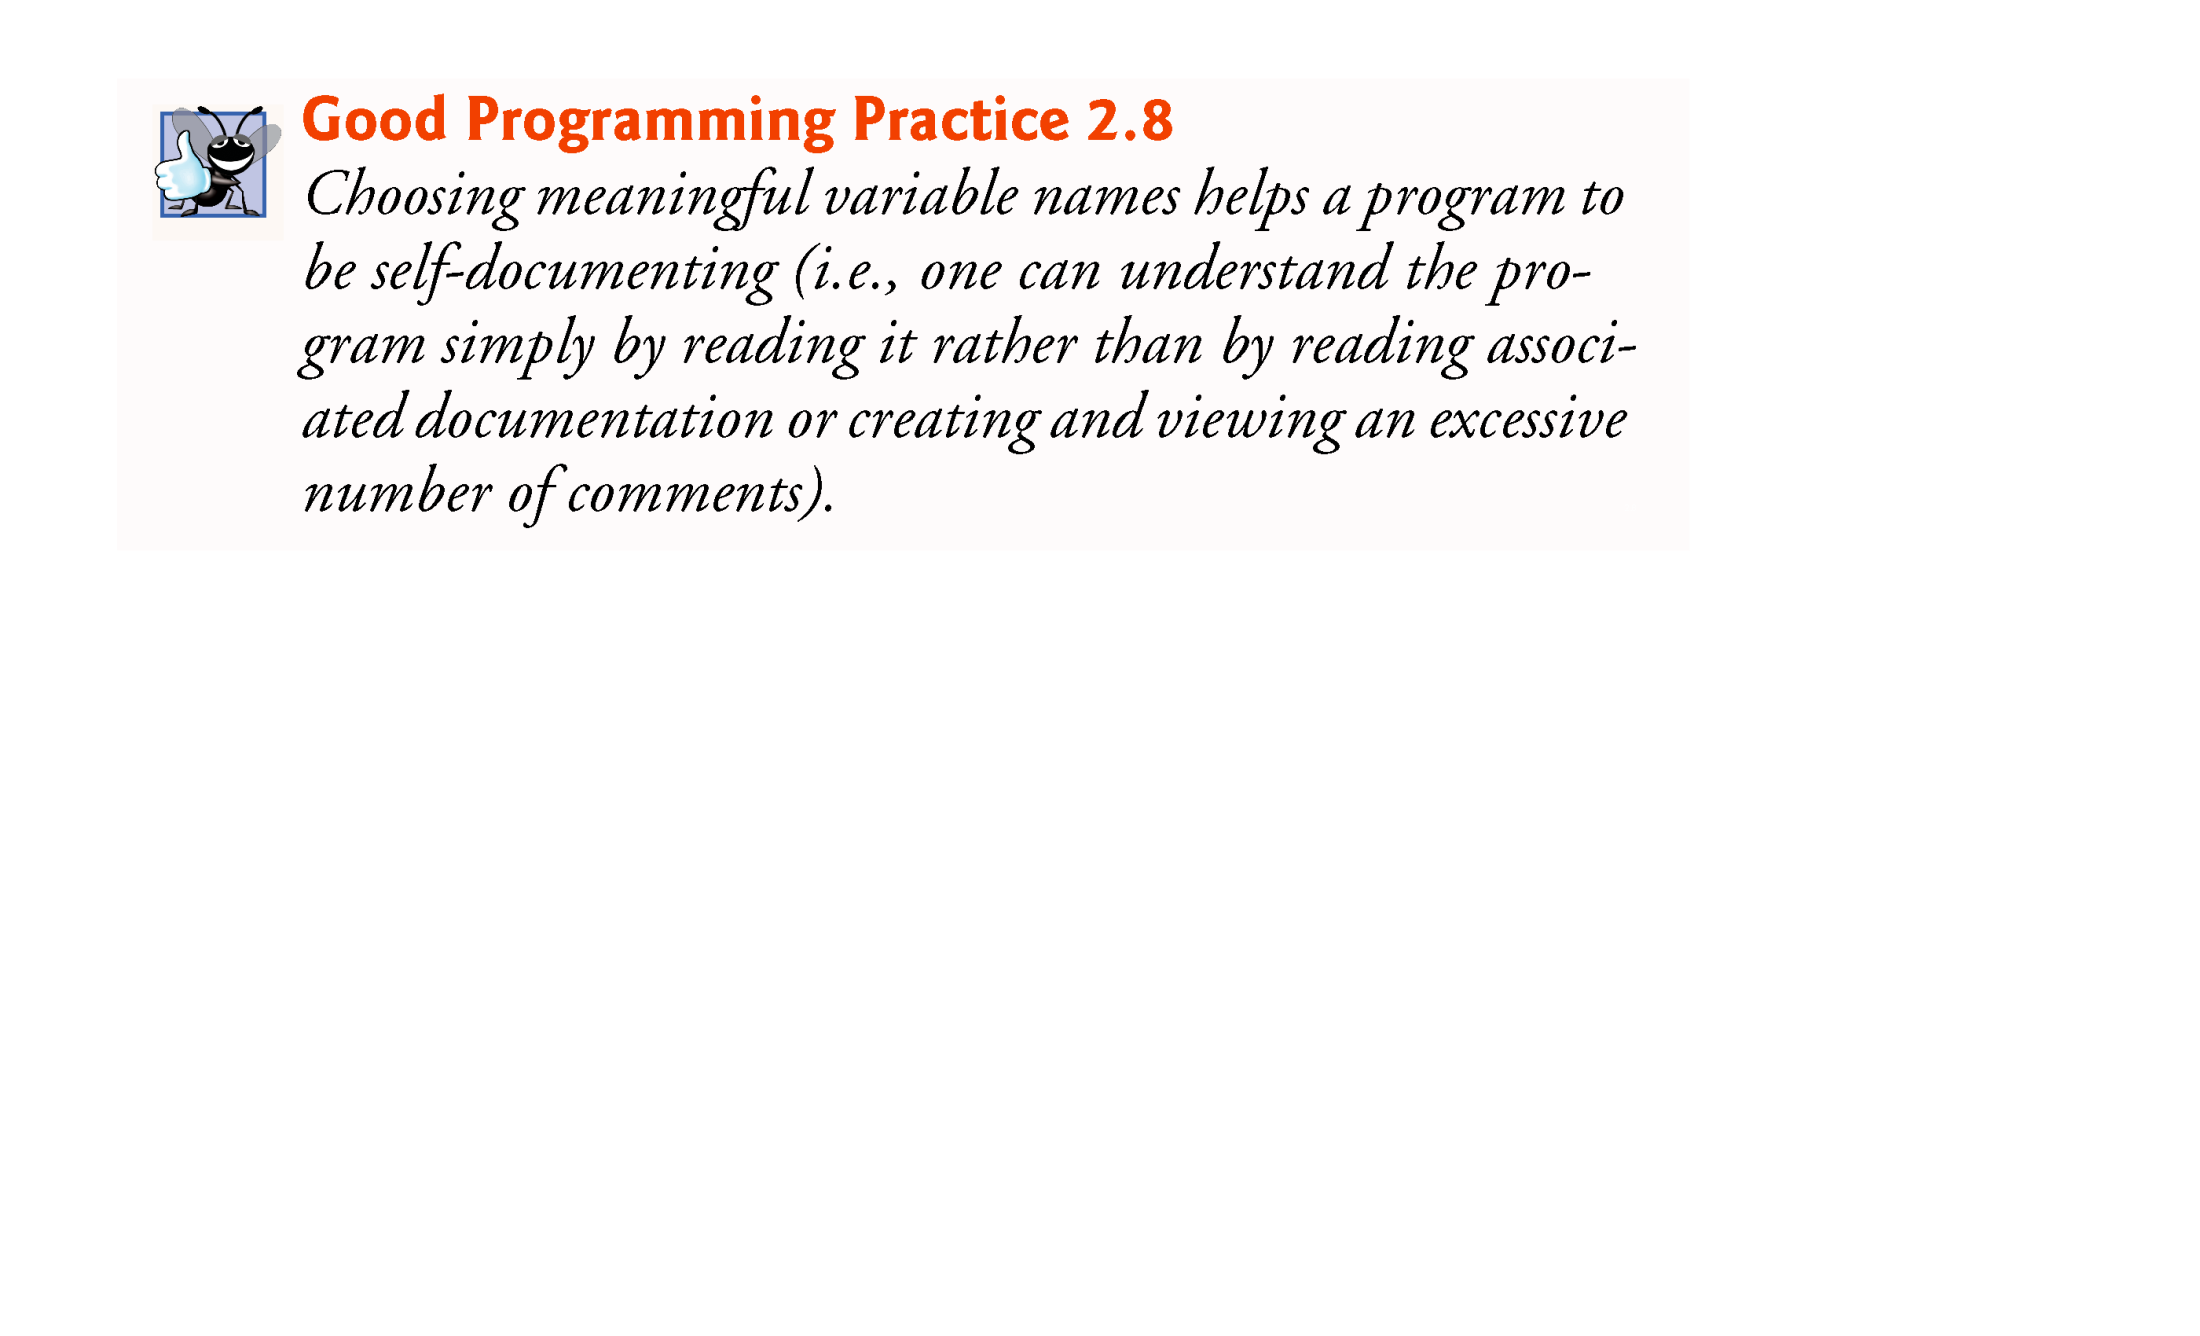 Good Programming Practice 2.8
Choosing meaningful variable names helps a program to
be self-documenting (i.e., one can understand the pro-
gram simply by reading it rather than by reading associ-
ated documentation or creating and viewing an excessive
number of comments).